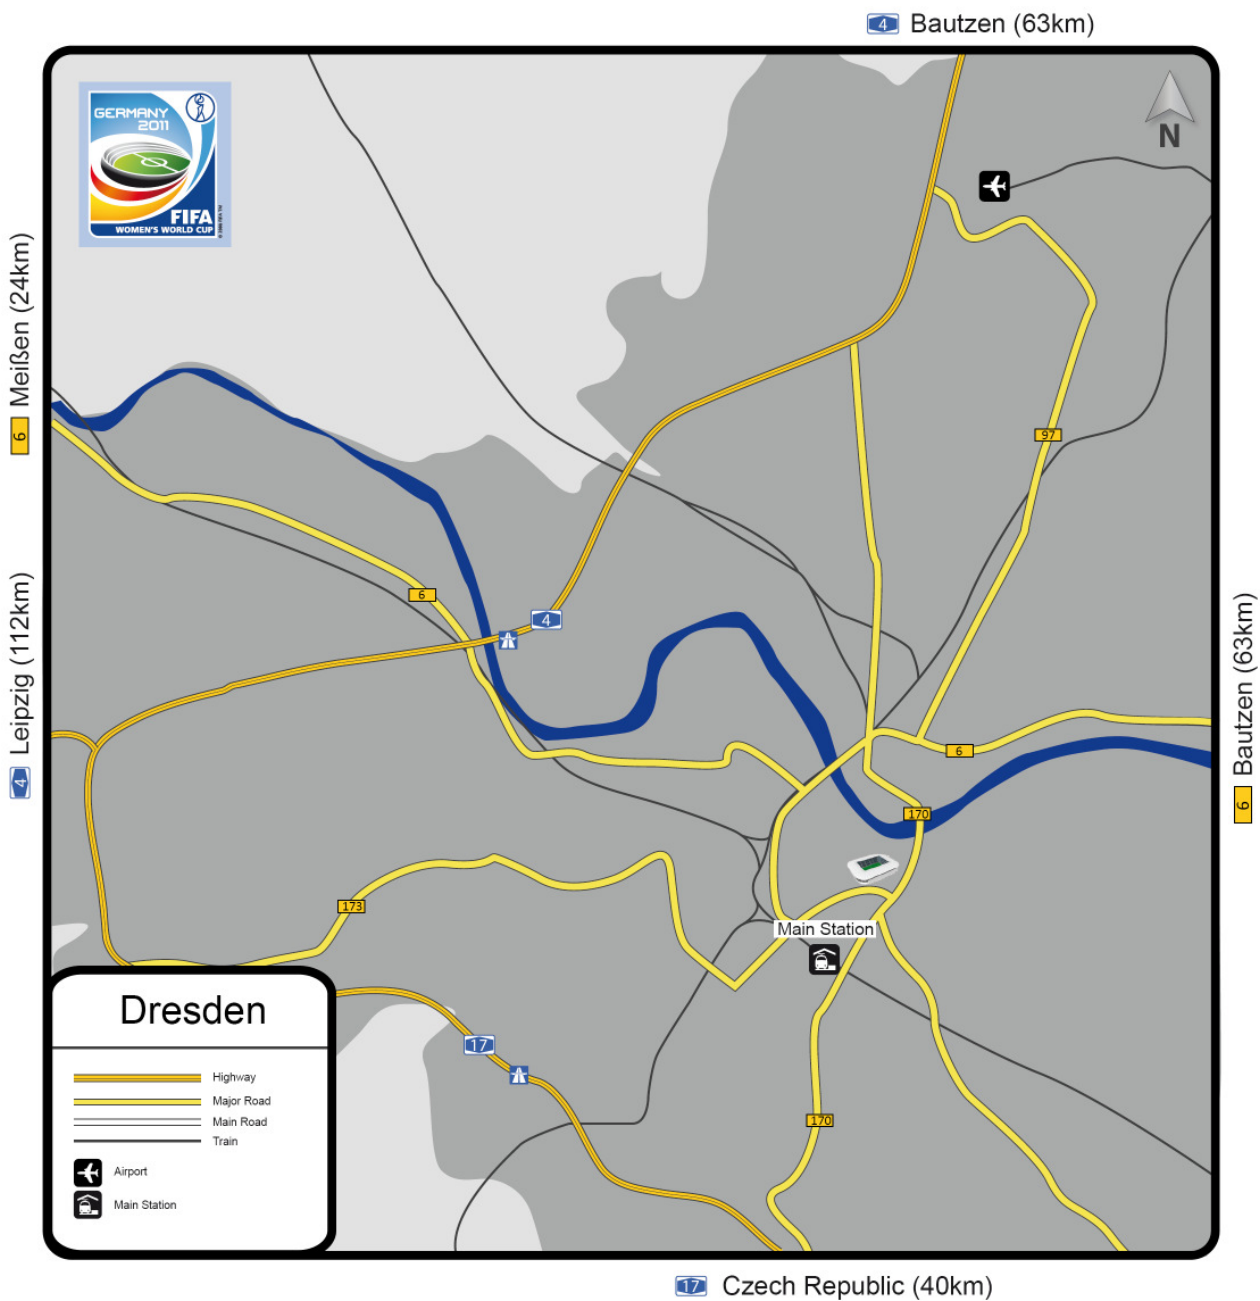 4 Bautzen (63km)
GERMANY
2011
FIFA
WOMEN'S WORLD CUP
N
6 Meißen (24km)
97
6
4
4 Leipzig (112km)
6 Bautzen (63km)
6
170
173
Main Station
17
170
Dresden
Highway
Major Road
Main Road
Train
Airport
Main Station
17 Czech Republic (40km)